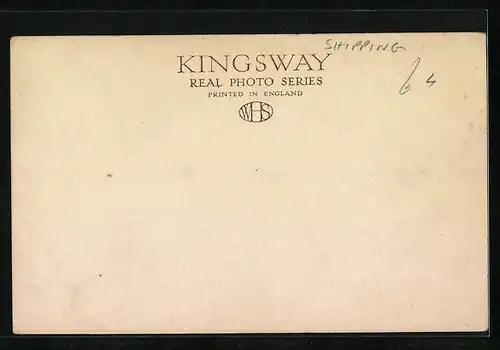 SHIPPING
KINGSWAY
REAL PHOTO SERIES
PRINTED IN ENGLAND
WHS